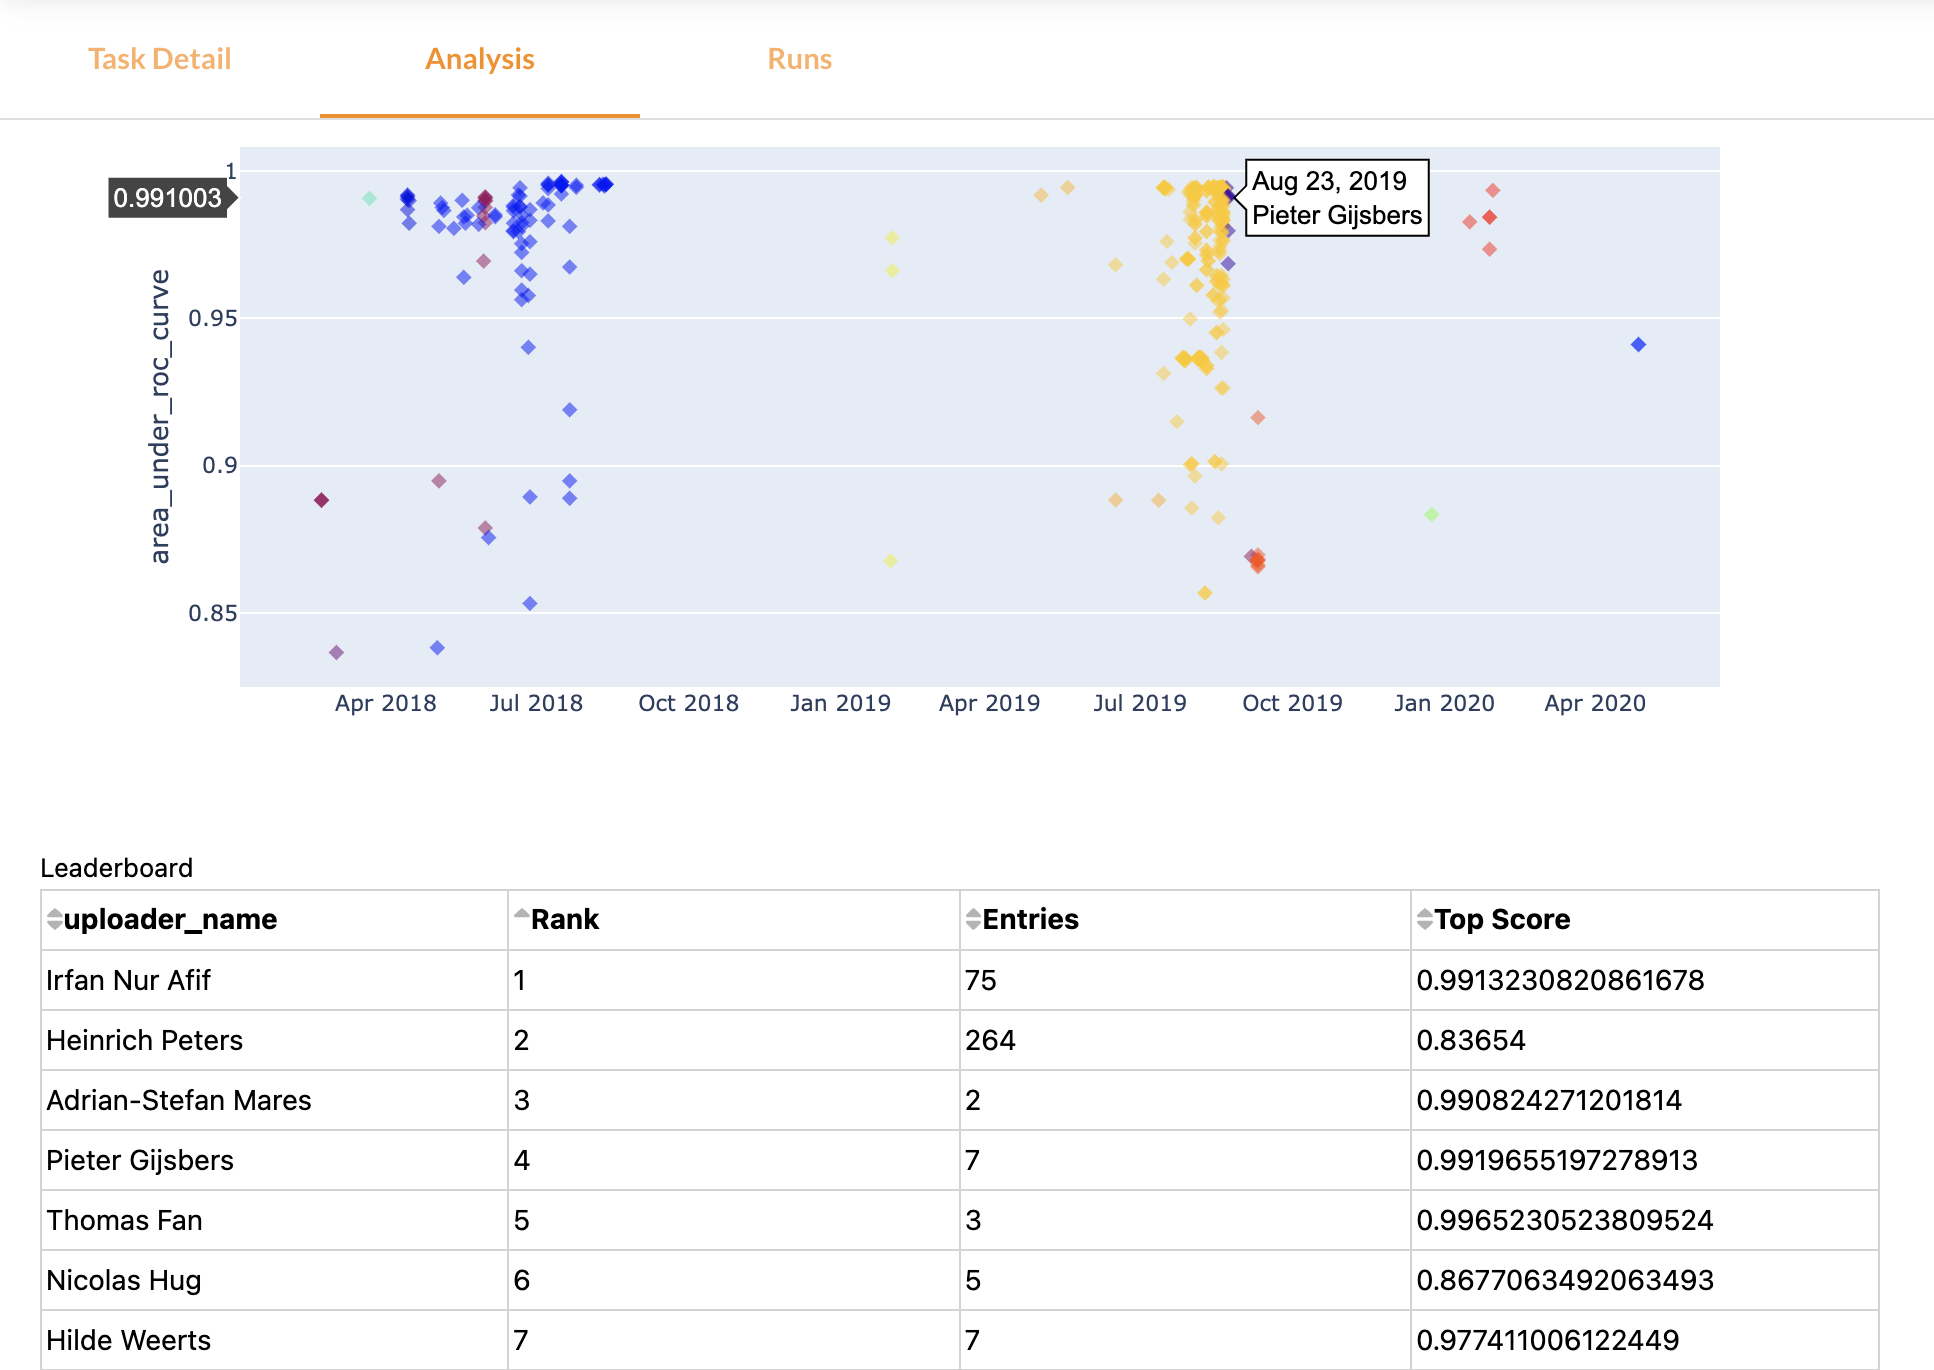 Task Detail Analysis Runs
1
0.991003
Aug 23, 2019
Pieter Gijsbers
0.95
0.9
0.85
area_under_roc_curve
Apr 2018 Jul 2018 Oct 2018 Jan 2019 Apr 2019 Jul 2019 Oct 2019 Jan 2020 Apr 2020
Leaderboard
uploader_name Rank Entries Top Score
Irfan Nur Afif 1 75 0.9913230820861678
Heinrich Peters 2 264 0.83654
Adrian-Stefan Mares 3 2 0.990824271201814
Pieter Gijsbers 4 7 0.9919655197278913
Thomas Fan 5 3 0.9965230523809524
Nicolas Hug 6 5 0.8677063492063493
Hilde Weerts 7 7 0.977411006122449